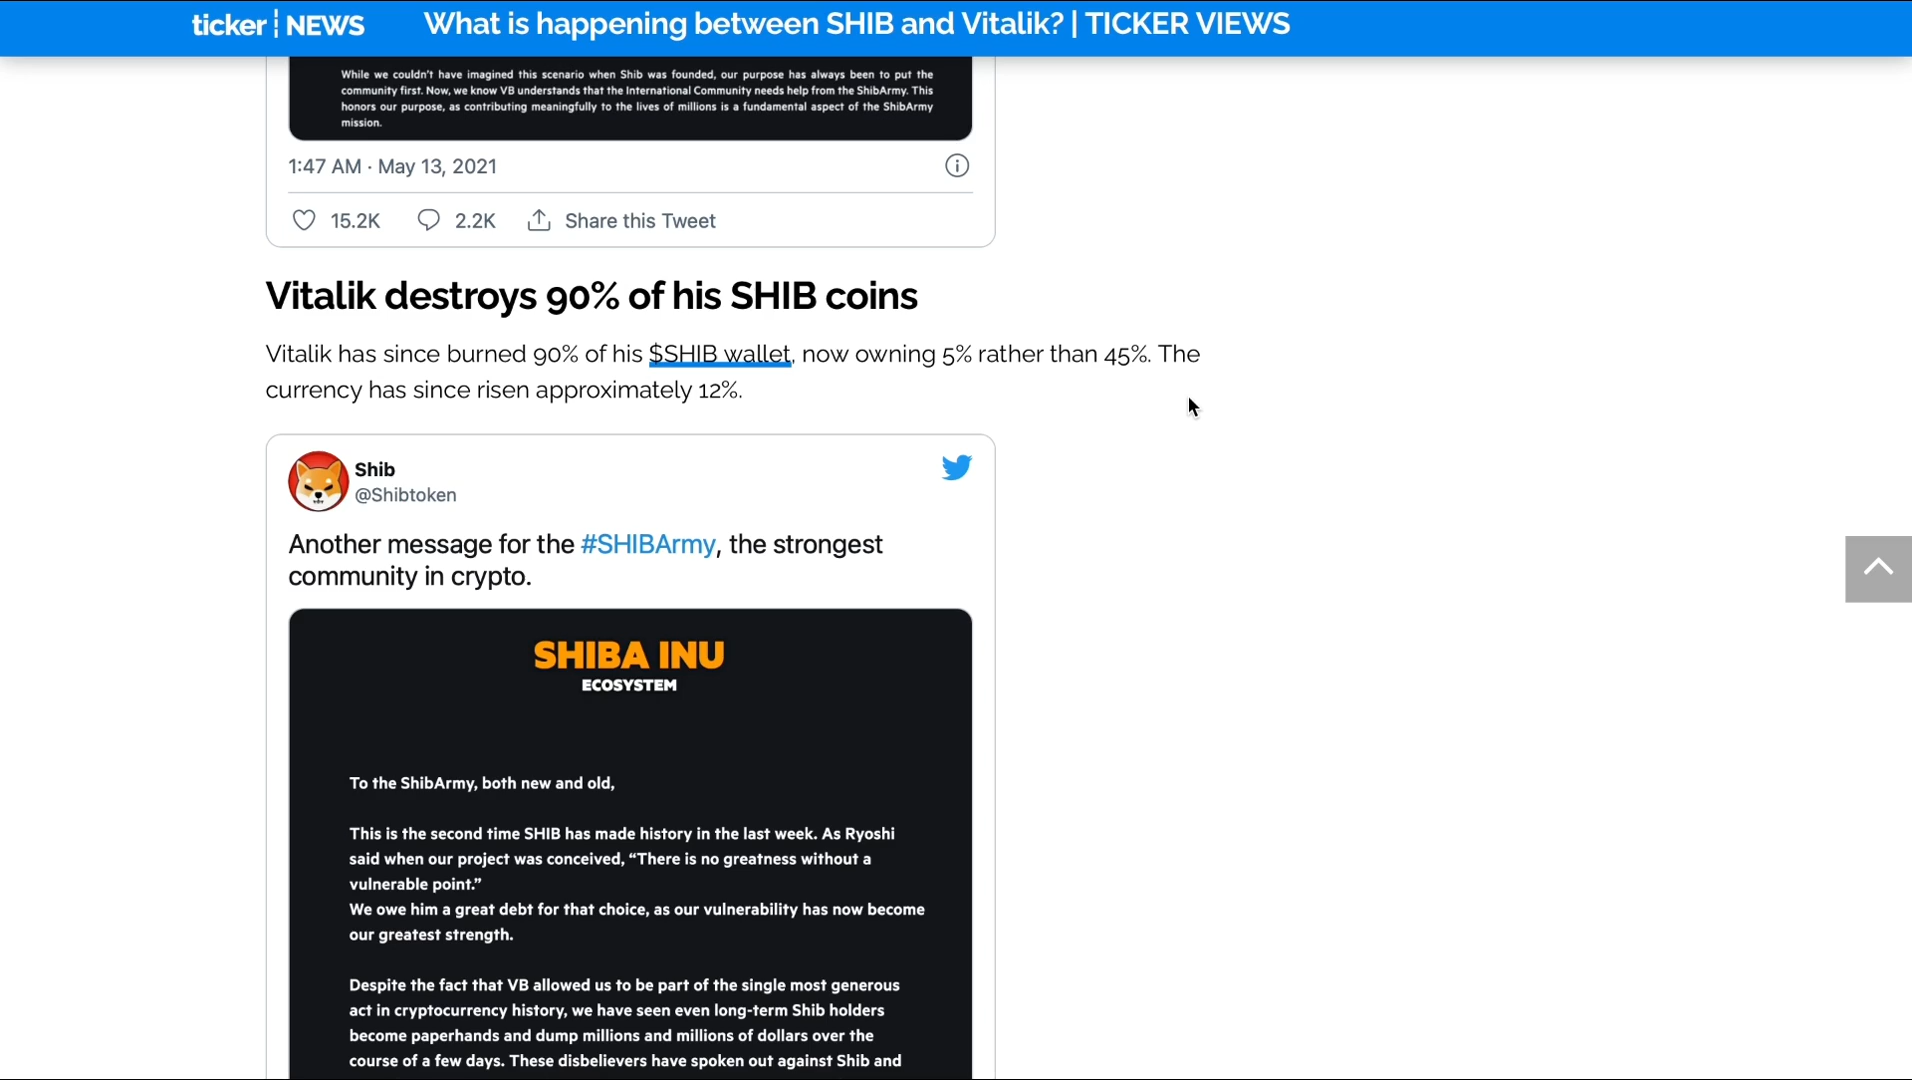 ticker NEWS
What is happening between SHIB and Vitalik? | TICKER VIEWS
While we couldn't have imagined this scenario when Shib was founded, our purpose has always been to put the
community first. Now, we know VB understands that the International Community needs help from the ShibArmy. This
honors our purpose, as contributing meaningfully to the lives of millions is a fundamental aspect of the ShibArmy
mission.
1:47 AM · May 13, 2021
15.2K 2.2K Share this Tweet
Vitalik destroys 90% of his SHIB coins
Vitalik has since burned 90% of his $SHIB wallet, now owning 5% rather than 45%. The
currency has since risen approximately 12%.
Shib
@Shibtoken
Another message for the #SHIBArmy, the strongest
community in crypto.
SHIBA INU
ECOSYSTEM
To the ShibArmy, both new and old,
This is the second time SHIB has made history in the last week. As Ryoshi
said when our project was conceived, “There is no greatness without a
vulnerable point.”
We owe him a great debt for that choice, as our vulnerability has now become
our greatest strength.
Despite the fact that VB allowed us to be part of the single most generous
act in cryptocurrency history, we have seen even long-term Shib holders
become paperhands and dump millions and millions of dollars over the
course of a few days. These disbelievers have spoken out against Shib and